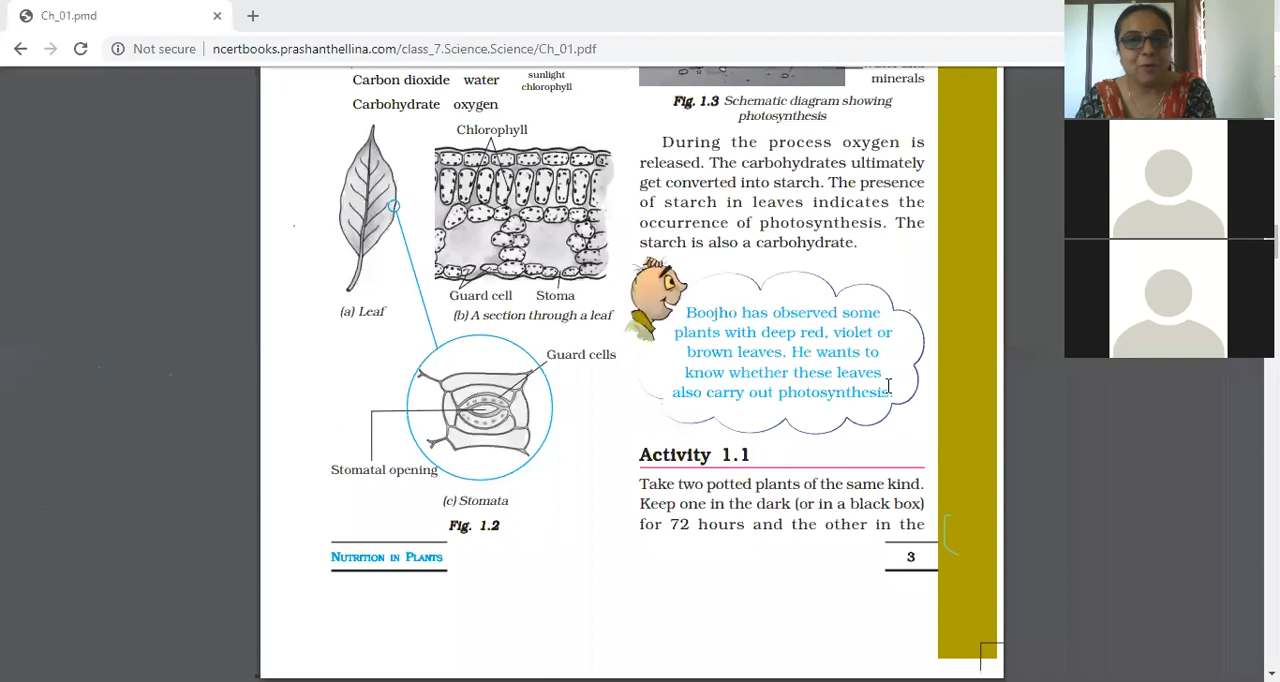 Ch_01.pmd
Not secure
ncertbooks.prashanthellina.com/class_7.Science.Science/Ch_01.pdf
Carbon dioxide water
sunlight
chlorophyll
Carbohydrate oxygen
Chlorophyll
Guard cell
Stoma
(a) Leaf
(b) A section through a leaf
Guard cells
Stomatal opening
(c) Stomata
Fig. 1.2
minerals
Fig. 1.3 Schematic diagram showing
photosynthesis
During the process oxygen is
released. The carbohydrates ultimately
get converted into starch. The presence
of starch in leaves indicates the
occurrence of photosynthesis. The
starch is also a carbohydrate.
Boojho has observed some
plants with deep red, violet or
brown leaves. He wants to
know whether these leaves
also carry out photosynthesis.
Activity 1.1
Take two potted plants of the same kind.
Keep one in the dark (or in a black box)
for 72 hours and the other in the
NUTRITION IN PLANTS
3